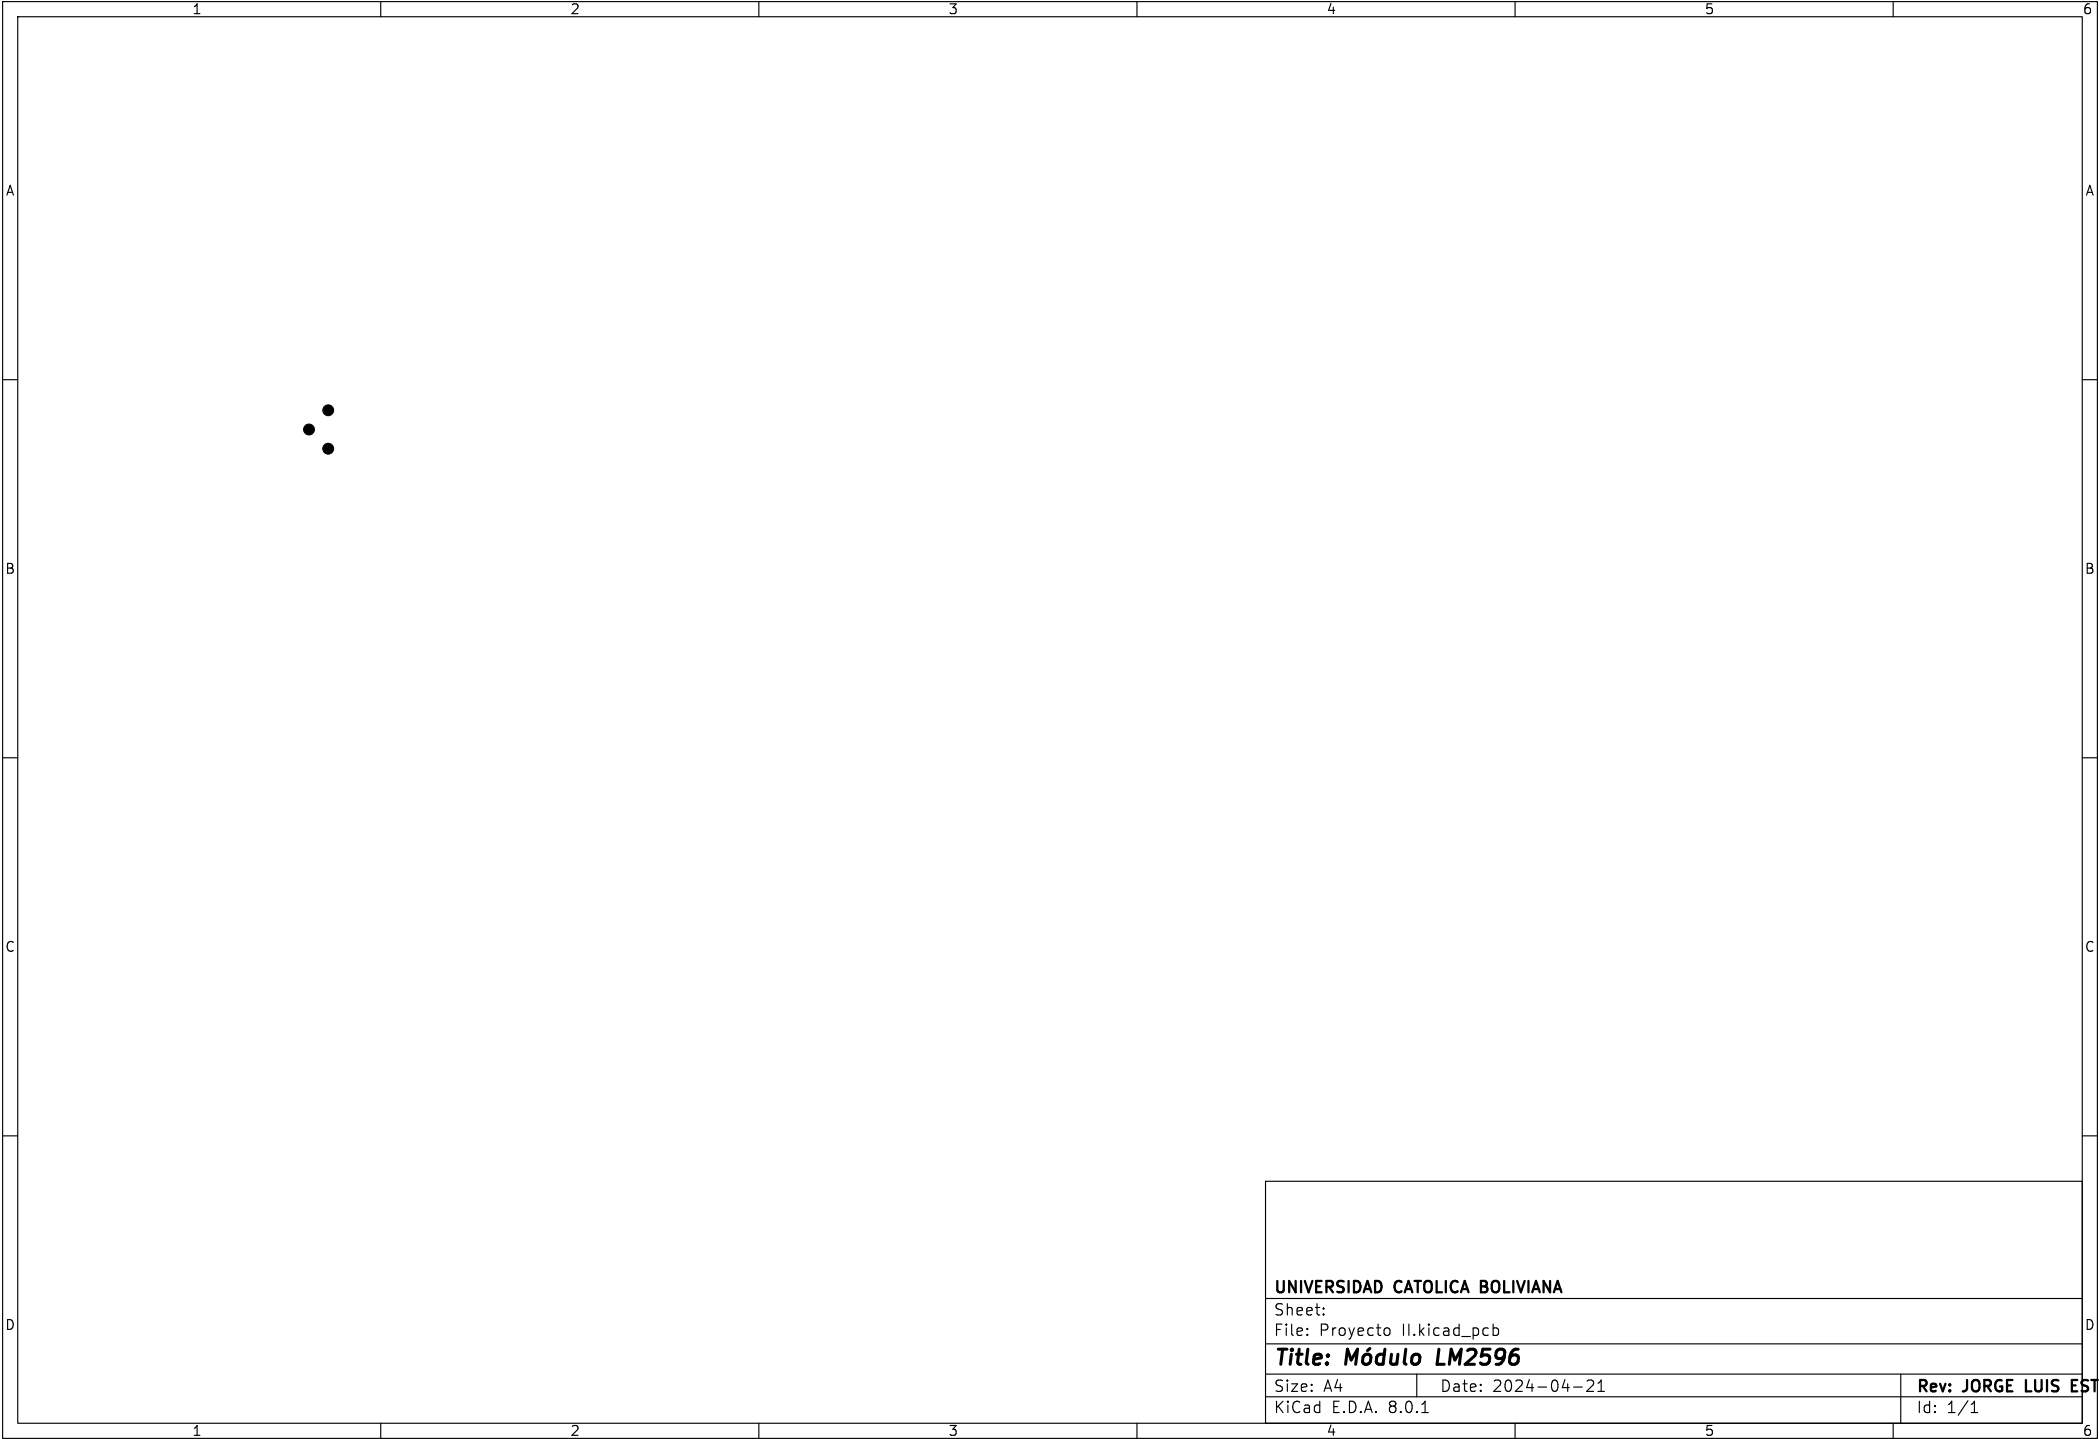 1 2 3 4 5 6
A A
B B
C C
UNIVERSIDAD CATOLICA BOLIVIANA
Sheet:
D D
File: Proyecto II.kicad_pcb
Title: Módulo LM2596
Size: A4 Date: 2024-04-21 Rev: JORGE LUIS EST
KiCad E.D.A. 8.0.1 Id: 1/1
1 2 3 4 5 6